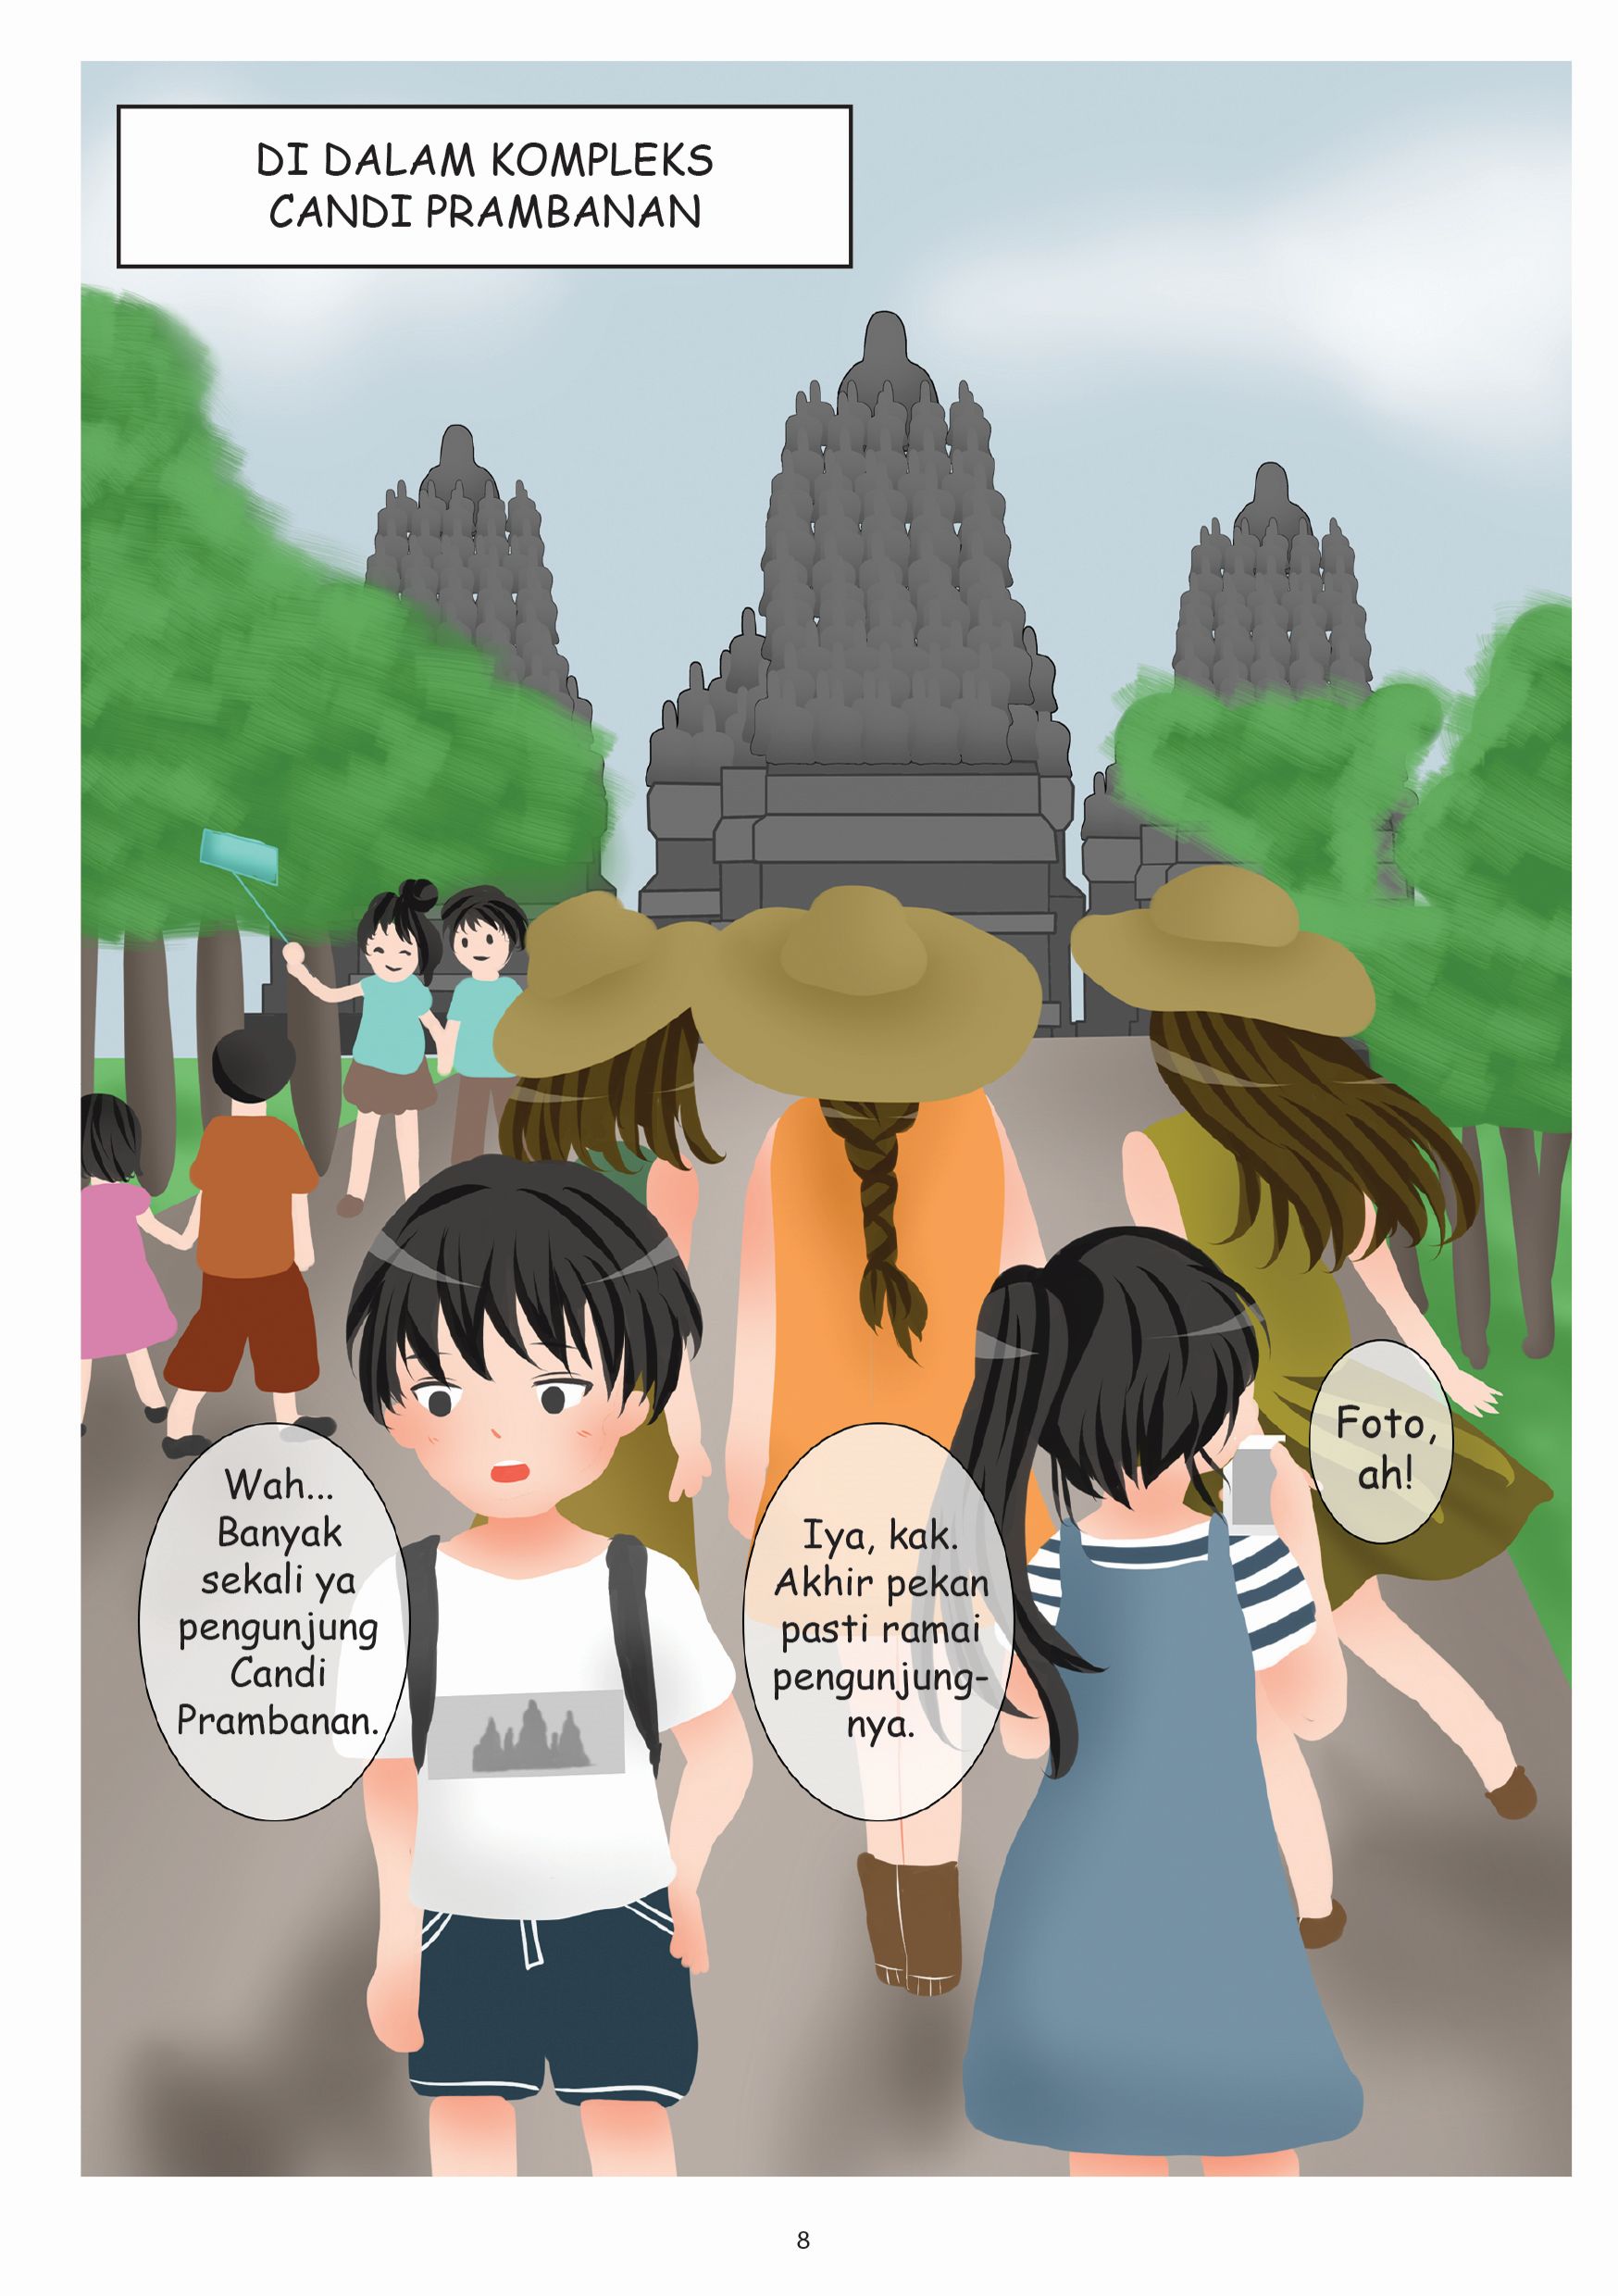 DI DALAM KOMPLEKS
CANDI PRAMBANAN
Wah...
Banyak
sekali ya
pengunjung
Candi
Prambanan.
Iya, kak.
Akhir pekan
pasti ramai
pengunjung-
nya.
Foto,
ah!
8